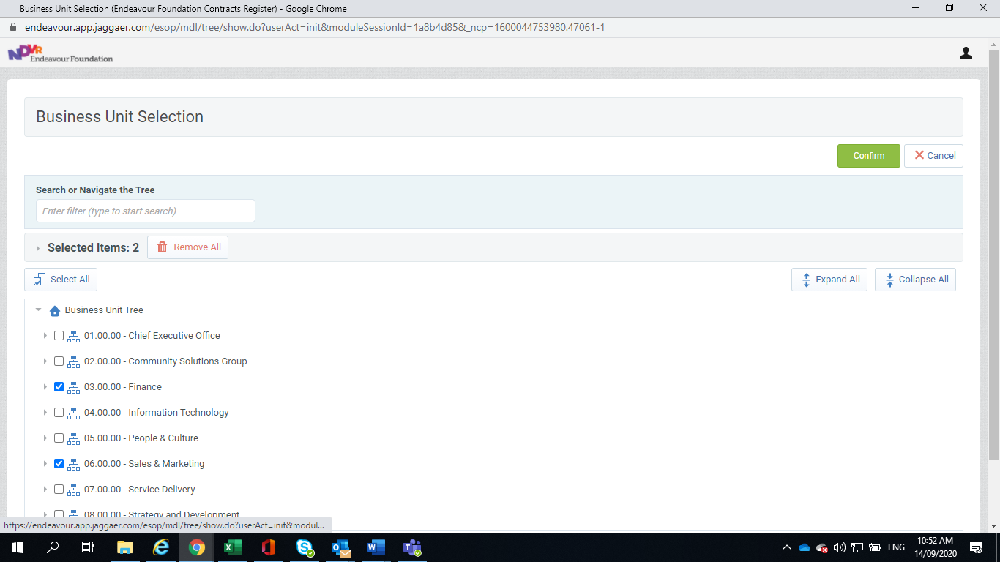 Business Unit Selection (Endeavour Foundation Contracts Register) - Google Chrome
endeavour.app.jaggaer.com/esop/mdl/tree/show.do?userAct=init&moduleSessionId=1a8b4d85&_ncp=1600044753980.47061-1
NDVR
Endeavour Foundation
Business Unit Selection
Confirm
Cancel
Search or Navigate the Tree
Enter filter (type to start search)
Selected Items: 2
Remove All
Select All
Expand All
Collapse All
Business Unit Tree
01.00.00 - Chief Executive Office
02.00.00 - Community Solutions Group
03.00.00 - Finance
04.00.00 - Information Technology
05.00.00 - People & Culture
06.00.00 - Sales & Marketing
07.00.00 - Service Delivery
08.00.00 - Strategy and Development
https://endeavour.app.jaggaer.com/esop/mdl/tree/show.do?userAct=init&modul...
ENG
10:52 AM
14/09/2020